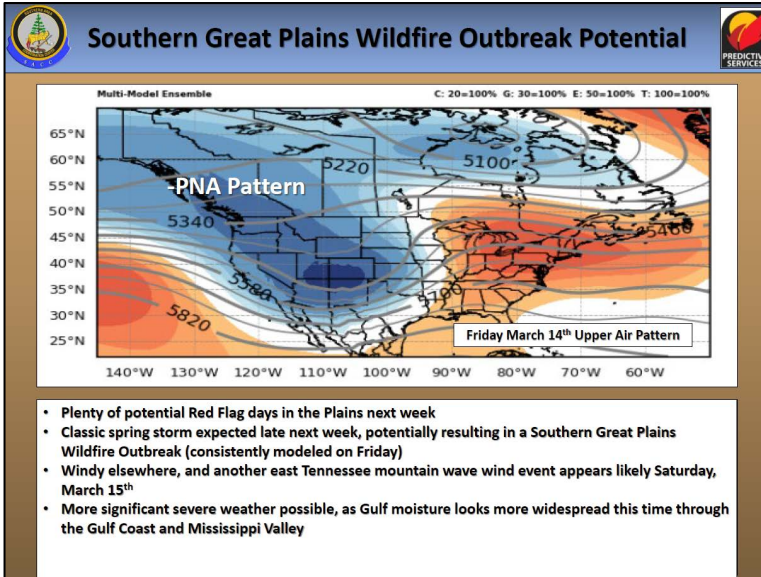 Southern Great Plains Wildfire Outbreak Potential
S A C C
PREDICTIVE
SERVICES
Multi-Model Ensemble
C: 20=100% G: 30=100% E: 50=100% T: 100=100%
65°N
60°N
55°N
50°N
45°N
40°N
35°N
30°N
25°N
5220
5100
-PNA Pattern
5340
5460
5580
5700
5820
Friday March 14th Upper Air Pattern
140°W 130°W 120°W 110°W 100°W 90°W 80°W 70°W 60°W
• Plenty of potential Red Flag days in the Plains next week
• Classic spring storm expected late next week, potentially resulting in a Southern Great Plains
Wildfire Outbreak (consistently modeled on Friday)
• Windy elsewhere, and another east Tennessee mountain wave wind event appears likely Saturday,
March 15th
• More significant severe weather possible, as Gulf moisture looks more widespread this time through
the Gulf Coast and Mississippi Valley